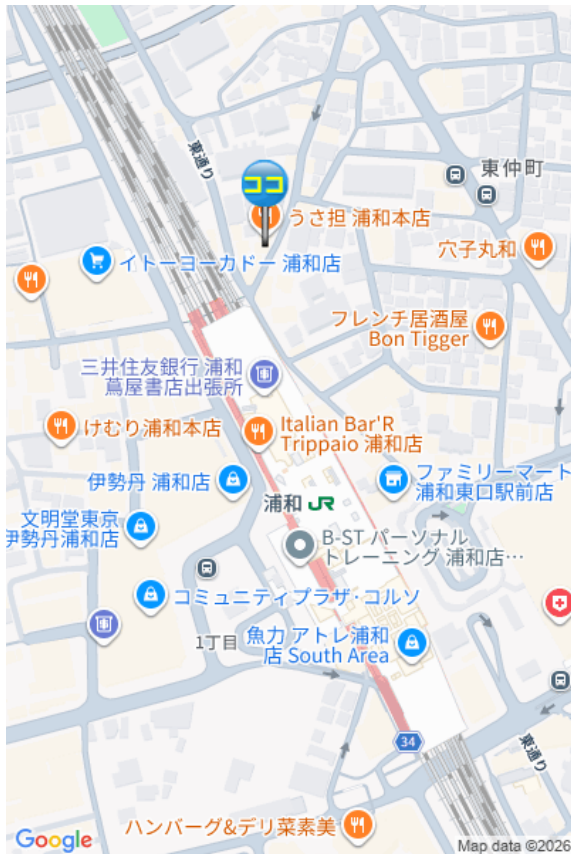 東通り
東仲町
ココ
うさ担 浦和本店
穴子丸和
イトーヨーカドー 浦和店
フレンチ居酒屋
Bon Tigger
三井住友銀行 浦和
蔦屋書店出張所
けむり浦和本店
Italian Bar'R
Trippaio 浦和店
伊勢丹 浦和店
ファミリーマート
浦和東口駅前店
浦和 JR
文明堂東京
伊勢丹浦和店
B-ST パーソナル
トレーニング 浦和店…
コミュニティプラザ・コルソ
1丁目
魚力 アトレ浦和
店 South Area
34
東通り
ハンバーグ&デリ菜素美
Google
Map data ©2026